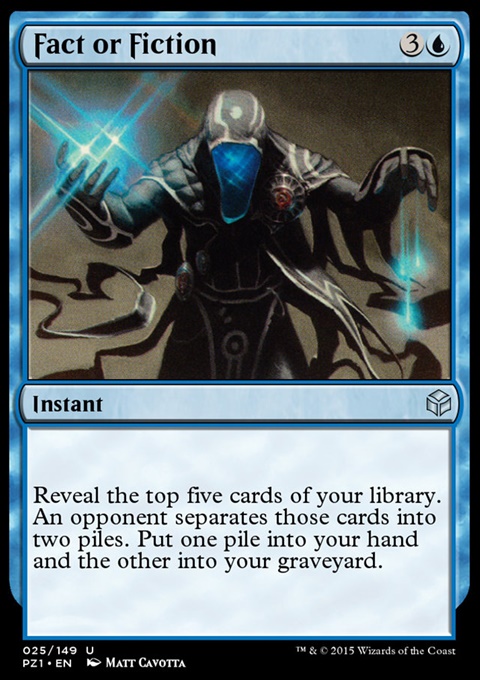 Fact or Fiction 3
Instant
Reveal the top five cards of your library.
An opponent separates those cards into
two piles. Put one pile into your hand
and the other into your graveyard.
025/149 U
PZ1 • EN Matt Cavotta
™ & © 2015 Wizards of the Coast